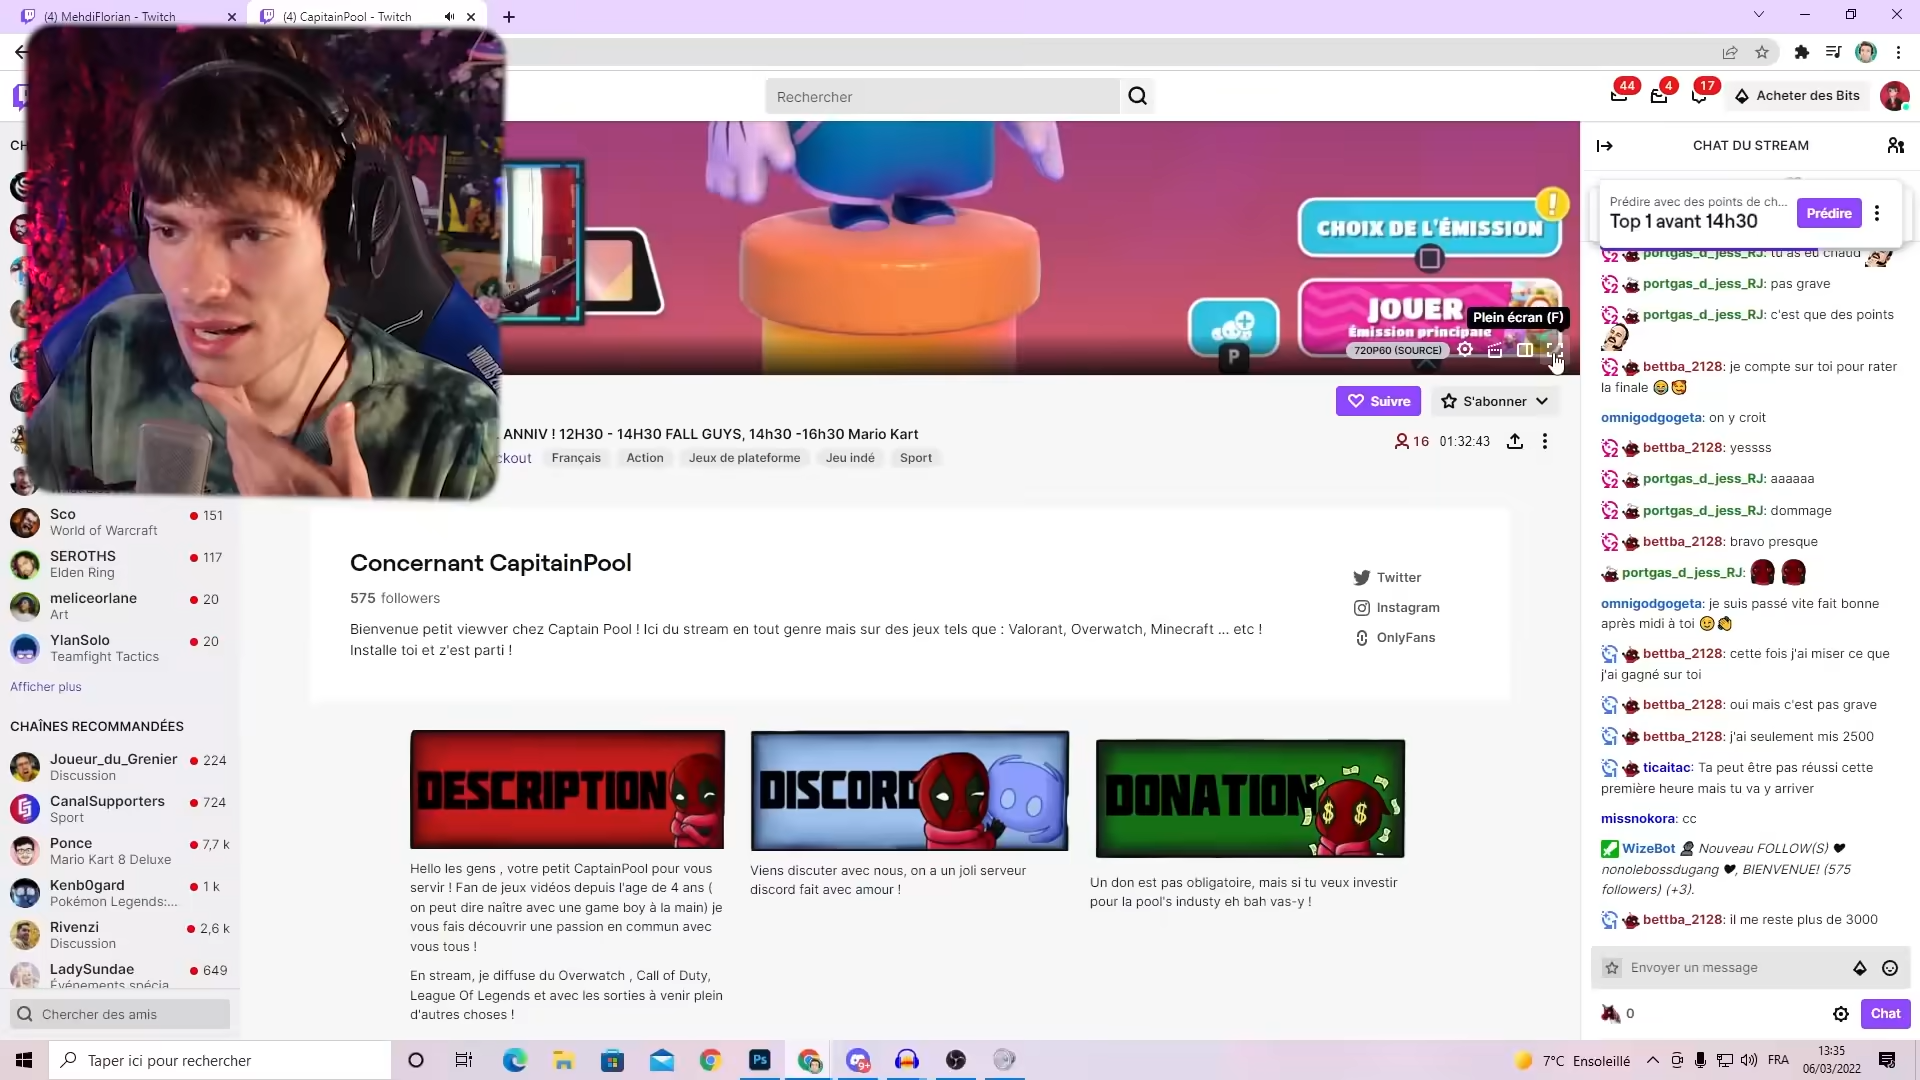 (4) MehdiFlorian - Twitch
(4) CapitainPool - Twitch
Rechercher
44
4
17
Acheter des Bits
CHAT DU STREAM
Prédire avec des points de ch...
Top 1 avant 14h30
Prédire
CHOIX DE L'ÉMISSION
JOUER
Émission principale
P
Plein écran (F)
720P60 (SOURCE)
Suivre
S'abonner
ANNIV ! 12H30 - 14H30 FALL GUYS, 14h30 -16h30 Mario Kart
ckout
Français
Action
Jeux de plateforme
Jeu indé
Sport
16
01:32:43
CH
Sco
151
World of Warcraft
SEROTHS
117
Elden Ring
meliceorlane
20
Art
YlanSolo
20
Teamfight Tactics
Afficher plus
CHAÎNES RECOMMANDÉES
Joueur_du_Grenier
224
Discussion
CanalSupporters
724
Sport
Ponce
7,7 k
Mario Kart 8 Deluxe
Kenb0gard
1 k
Pokémon Legends:...
Rivenzi
2,6 k
Discussion
LadySundae
649
Événements spécia
Chercher des amis
Concernant CapitainPool
575 followers
Bienvenue petit viewver chez Captain Pool ! Ici du stream en tout genre mais sur des jeux tels que : Valorant, Overwatch, Minecraft ... etc !
Installe toi et z'est parti !
Twitter
Instagram
OnlyFans
DESCRIPTION
Hello les gens , votre petit CaptainPool pour vous
servir ! Fan de jeux vidéos depuis l'age de 4 ans (
on peut dire naître avec une game boy à la main) je
vous fais découvrir une passion en commun avec
vous tous !
En stream, je diffuse du Overwatch , Call of Duty,
League Of Legends et avec les sorties à venir plein
d'autres choses !
DISCORD
Viens discuter avec nous, on a un joli serveur
discord fait avec amour !
DONATION
Un don est pas obligatoire, mais si tu veux investir
pour la pool's industy eh bah vas-y !
portgas_d_jess_RJ: tu as eu chaud
portgas_d_jess_RJ: pas grave
portgas_d_jess_RJ: c'est que des points
bettba_2128: je compte sur toi pour rater
la finale
omnigodgogeta: on y croit
bettba_2128: yessss
portgas_d_jess_RJ: aaaaaa
portgas_d_jess_RJ: dommage
bettba_2128: bravo presque
portgas_d_jess_RJ:
omnigodgogeta: je suis passé vite fait bonne
après midi à toi
bettba_2128: cette fois j'ai miser ce que
j'ai gagné sur toi
bettba_2128: oui mais c'est pas grave
bettba_2128: j'ai seulement mis 2500
ticaitac: Ta peut être pas réussi cette
première heure mais tu va y arriver
missnokora: cc
WizeBot Nouveau FOLLOW(S) ♥
nonolebossdugang ♥, BIENVENUE! (575
followers) (+3).
bettba_2128: il me reste plus de 3000
Envoyer un message
0
Chat
Taper ici pour rechercher
Ps
9+
7°C Ensoleillé
FRA
13:35
06/03/2022